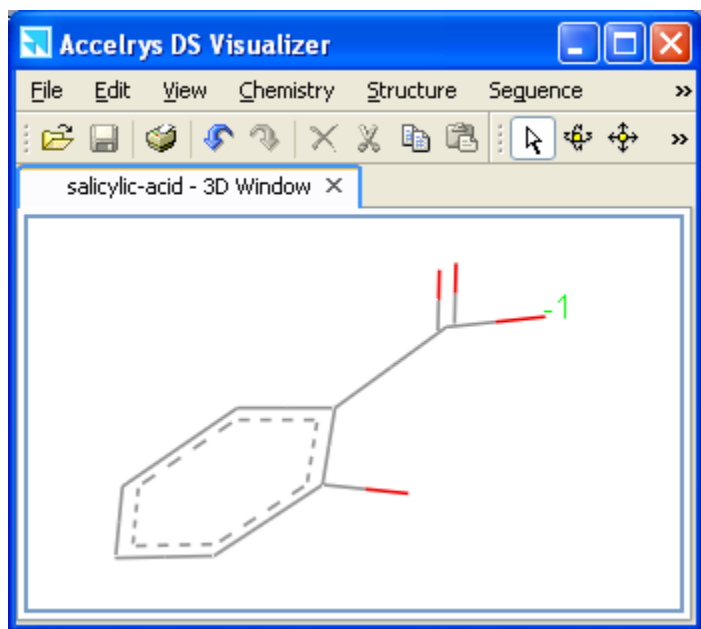 Accelrys DS Visualizer
File Edit View Chemistry Structure Sequence »
»
salicylic-acid - 3D Window ×
-1